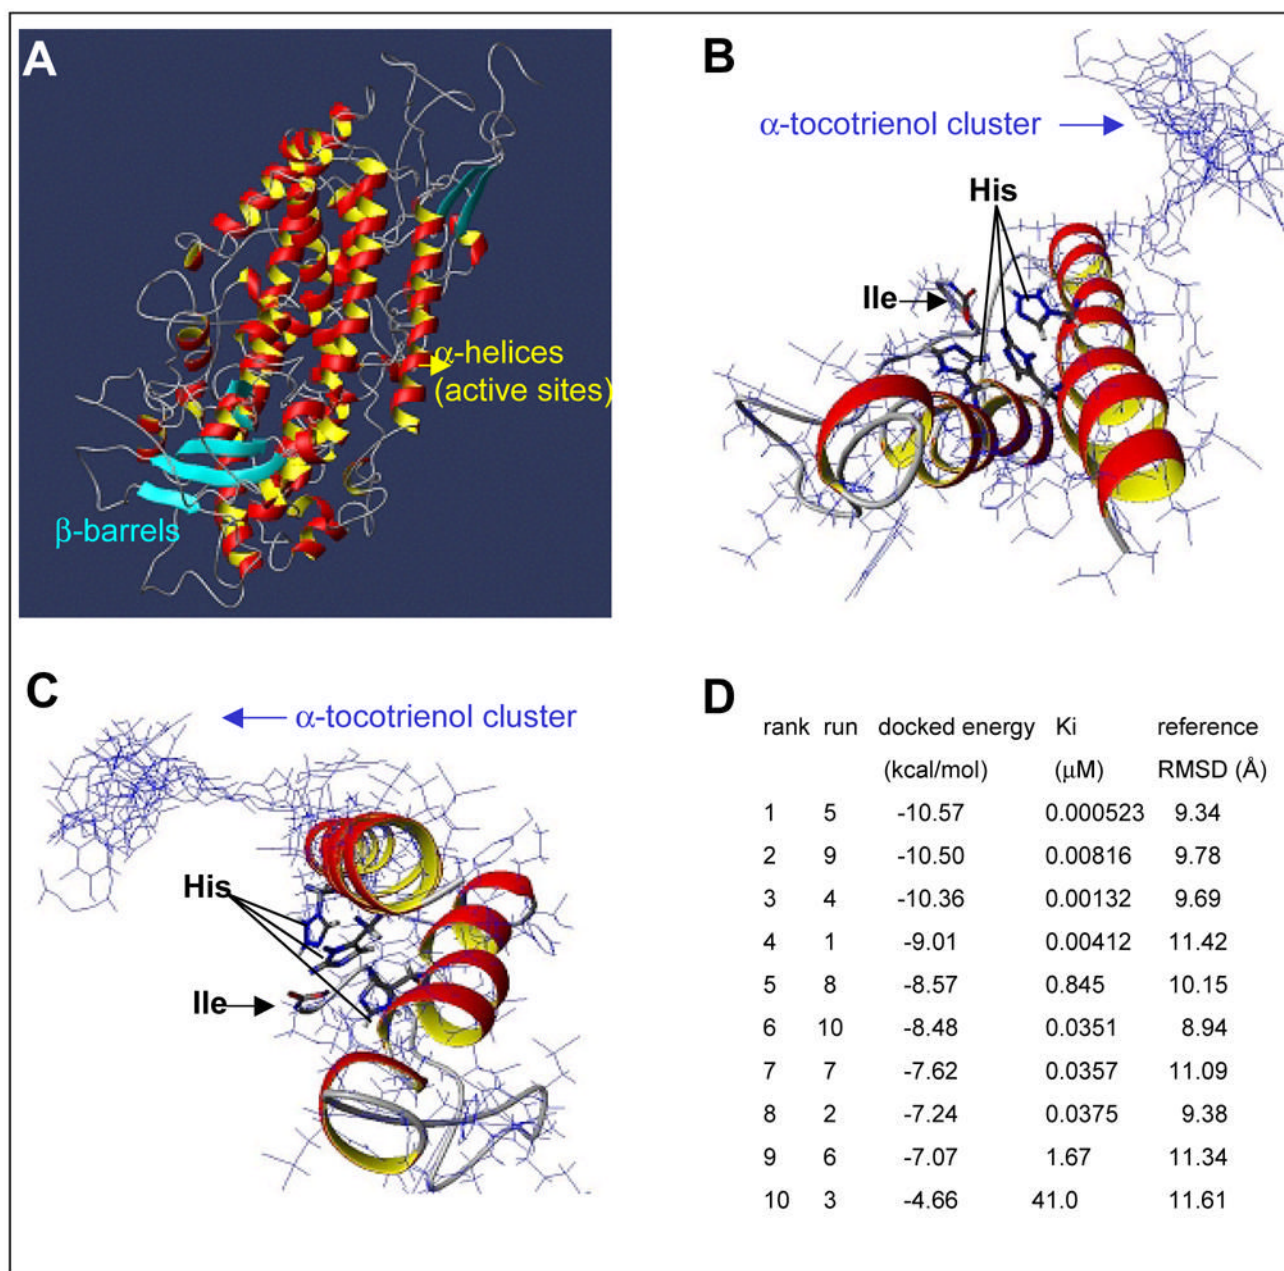 A
α-helices
(active sites)
β-barrels
B
α-tocotrienol cluster
His
Ile
C
α-tocotrienol cluster
His
Ile
D
rank run docked energy Ki reference
(kcal/mol) (μM) RMSD (Å)
1 5 -10.57 0.000523 9.34
2 9 -10.50 0.00816 9.78
3 4 -10.36 0.00132 9.69
4 1 -9.01 0.00412 11.42
5 8 -8.57 0.845 10.15
6 10 -8.48 0.0351 8.94
7 7 -7.62 0.0357 11.09
8 2 -7.24 0.0375 9.38
9 6 -7.07 1.67 11.34
10 3 -4.66 41.0 11.61